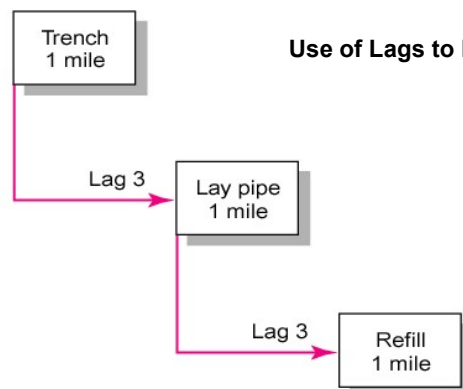 Use of Lags to
Trench
1 mile
Lag 3
Lay pipe
1 mile
Lag 3
Refill
1 mile